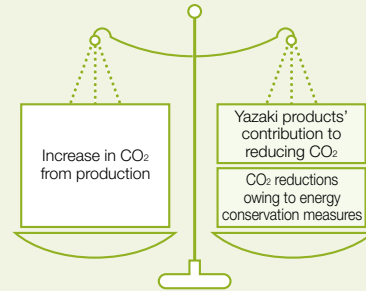 Increase in CO₂
from production
Yazaki products'
contribution to
reducing CO₂
CO₂ reductions
owing to energy
conservation measures